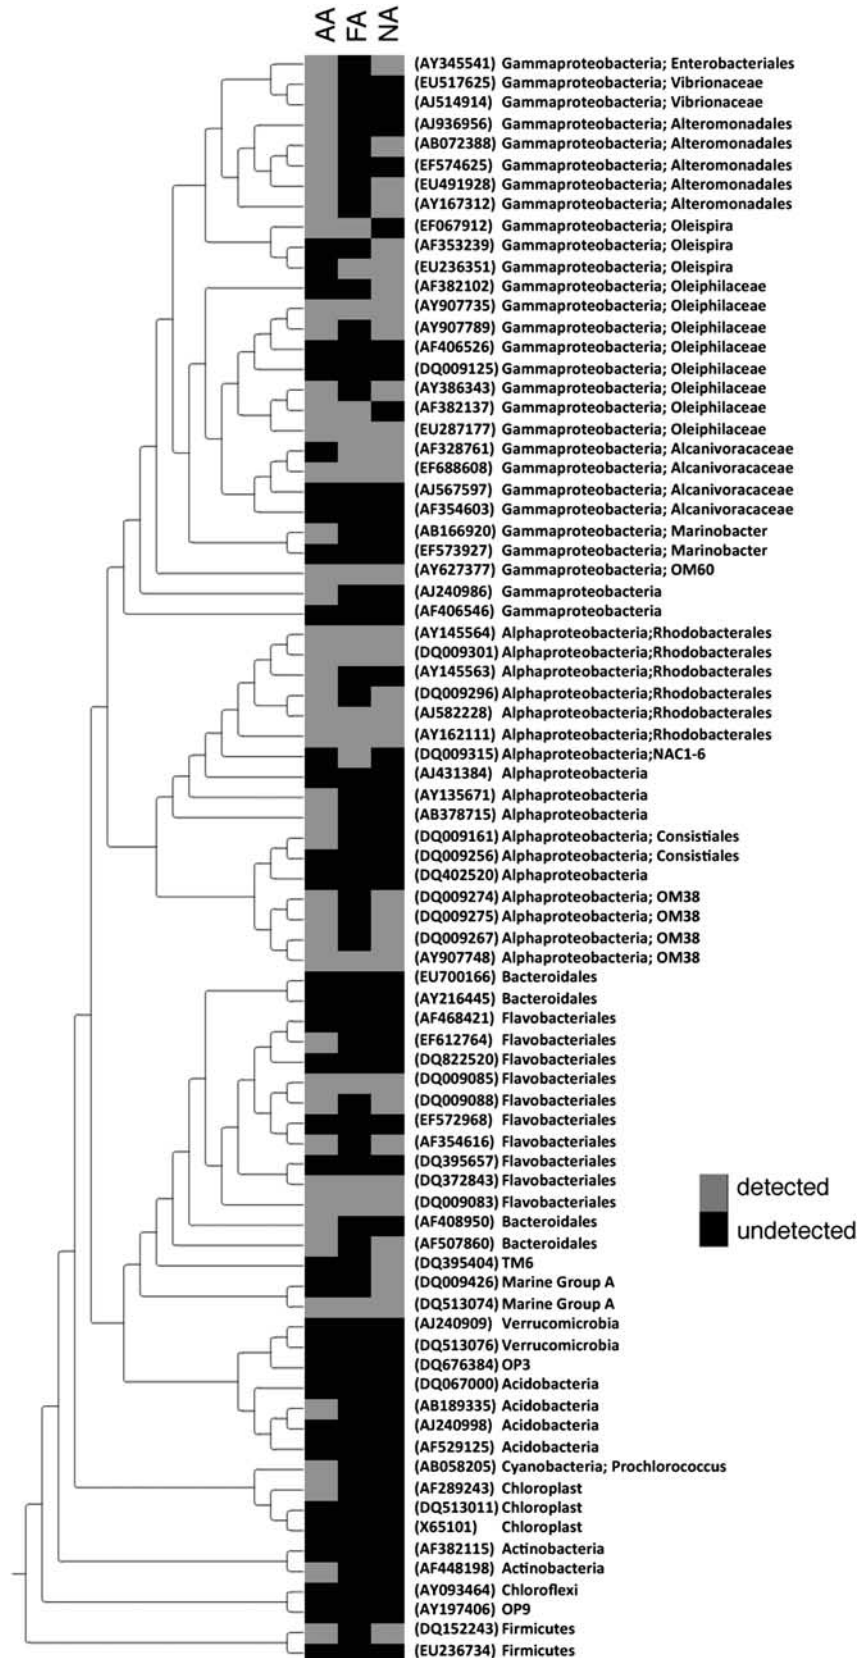 AA FA NA
(AY345541) Gammaproteobacteria; Enterobacteriales
(EU517625) Gammaproteobacteria; Vibrionaceae
(AJ514914) Gammaproteobacteria; Vibrionaceae
(AJ936956) Gammaproteobacteria; Alteromonadales
(AB072388) Gammaproteobacteria; Alteromonadales
(EF574625) Gammaproteobacteria; Alteromonadales
(EU491928) Gammaproteobacteria; Alteromonadales
(AY167312) Gammaproteobacteria; Alteromonadales
(EF067912) Gammaproteobacteria; Oleispira
(AF353239) Gammaproteobacteria; Oleispira
(EU236351) Gammaproteobacteria; Oleispira
(AF382102) Gammaproteobacteria; Oleiphilaceae
(AY907735) Gammaproteobacteria; Oleiphilaceae
(AY907789) Gammaproteobacteria; Oleiphilaceae
(AF406526) Gammaproteobacteria; Oleiphilaceae
(DQ009125) Gammaproteobacteria; Oleiphilaceae
(AY386343) Gammaproteobacteria; Oleiphilaceae
(AF382137) Gammaproteobacteria; Oleiphilaceae
(EU287177) Gammaproteobacteria; Oleiphilaceae
(AF328761) Gammaproteobacteria; Alcanivoracaceae
(EF688608) Gammaproteobacteria; Alcanivoracaceae
(AJ567597) Gammaproteobacteria; Alcanivoracaceae
(AF354603) Gammaproteobacteria; Alcanivoracaceae
(AB166920) Gammaproteobacteria; Marinobacter
(EF573927) Gammaproteobacteria; Marinobacter
(AY627377) Gammaproteobacteria; OM60
(AJ240986) Gammaproteobacteria
(AF406546) Gammaproteobacteria
(AY145564) Alphaproteobacteria;Rhodobacterales
(DQ009301) Alphaproteobacteria;Rhodobacterales
(AY145563) Alphaproteobacteria;Rhodobacterales
(DQ009296) Alphaproteobacteria;Rhodobacterales
(AJ582228) Alphaproteobacteria;Rhodobacterales
(AY162111) Alphaproteobacteria;Rhodobacterales
(DQ009315) Alphaproteobacteria;NAC1-6
(AJ431384) Alphaproteobacteria
(AY135671) Alphaproteobacteria
(AB378715) Alphaproteobacteria
(DQ009161) Alphaproteobacteria; Consistiales
(DQ009256) Alphaproteobacteria; Consistiales
(DQ402520) Alphaproteobacteria
(DQ009274) Alphaproteobacteria; OM38
(DQ009275) Alphaproteobacteria; OM38
(DQ009267) Alphaproteobacteria; OM38
(AY907748) Alphaproteobacteria; OM38
(EU700166) Bacteroidales
(AY216445) Bacteroidales
(AF468421) Flavobacteriales
(EF612764) Flavobacteriales
(DQ822520) Flavobacteriales
(DQ009085) Flavobacteriales
(DQ009088) Flavobacteriales
(EF572968) Flavobacteriales
(AF354616) Flavobacteriales
(DQ395657) Flavobacteriales
(DQ372843) Flavobacteriales
(DQ009083) Flavobacteriales
(AF408950) Bacteroidales
(AF507860) Bacteroidales
(DQ395404) TM6
(DQ009426) Marine Group A
(DQ513074) Marine Group A
(AJ240909) Verrucomicrobia
(DQ513076) Verrucomicrobia
(DQ676384) OP3
(DQ067000) Acidobacteria
(AB189335) Acidobacteria
(AJ240998) Acidobacteria
(AF529125) Acidobacteria
(AB058205) Cyanobacteria; Prochlorococcus
(AF289243) Chloroplast
(DQ513011) Chloroplast
(X65101) Chloroplast
(AF382115) Actinobacteria
(AF448198) Actinobacteria
(AY093464) Chloroflexi
(AY197406) OP9
(DQ152243) Firmicutes
(EU236734) Firmicutes
detected
undetected